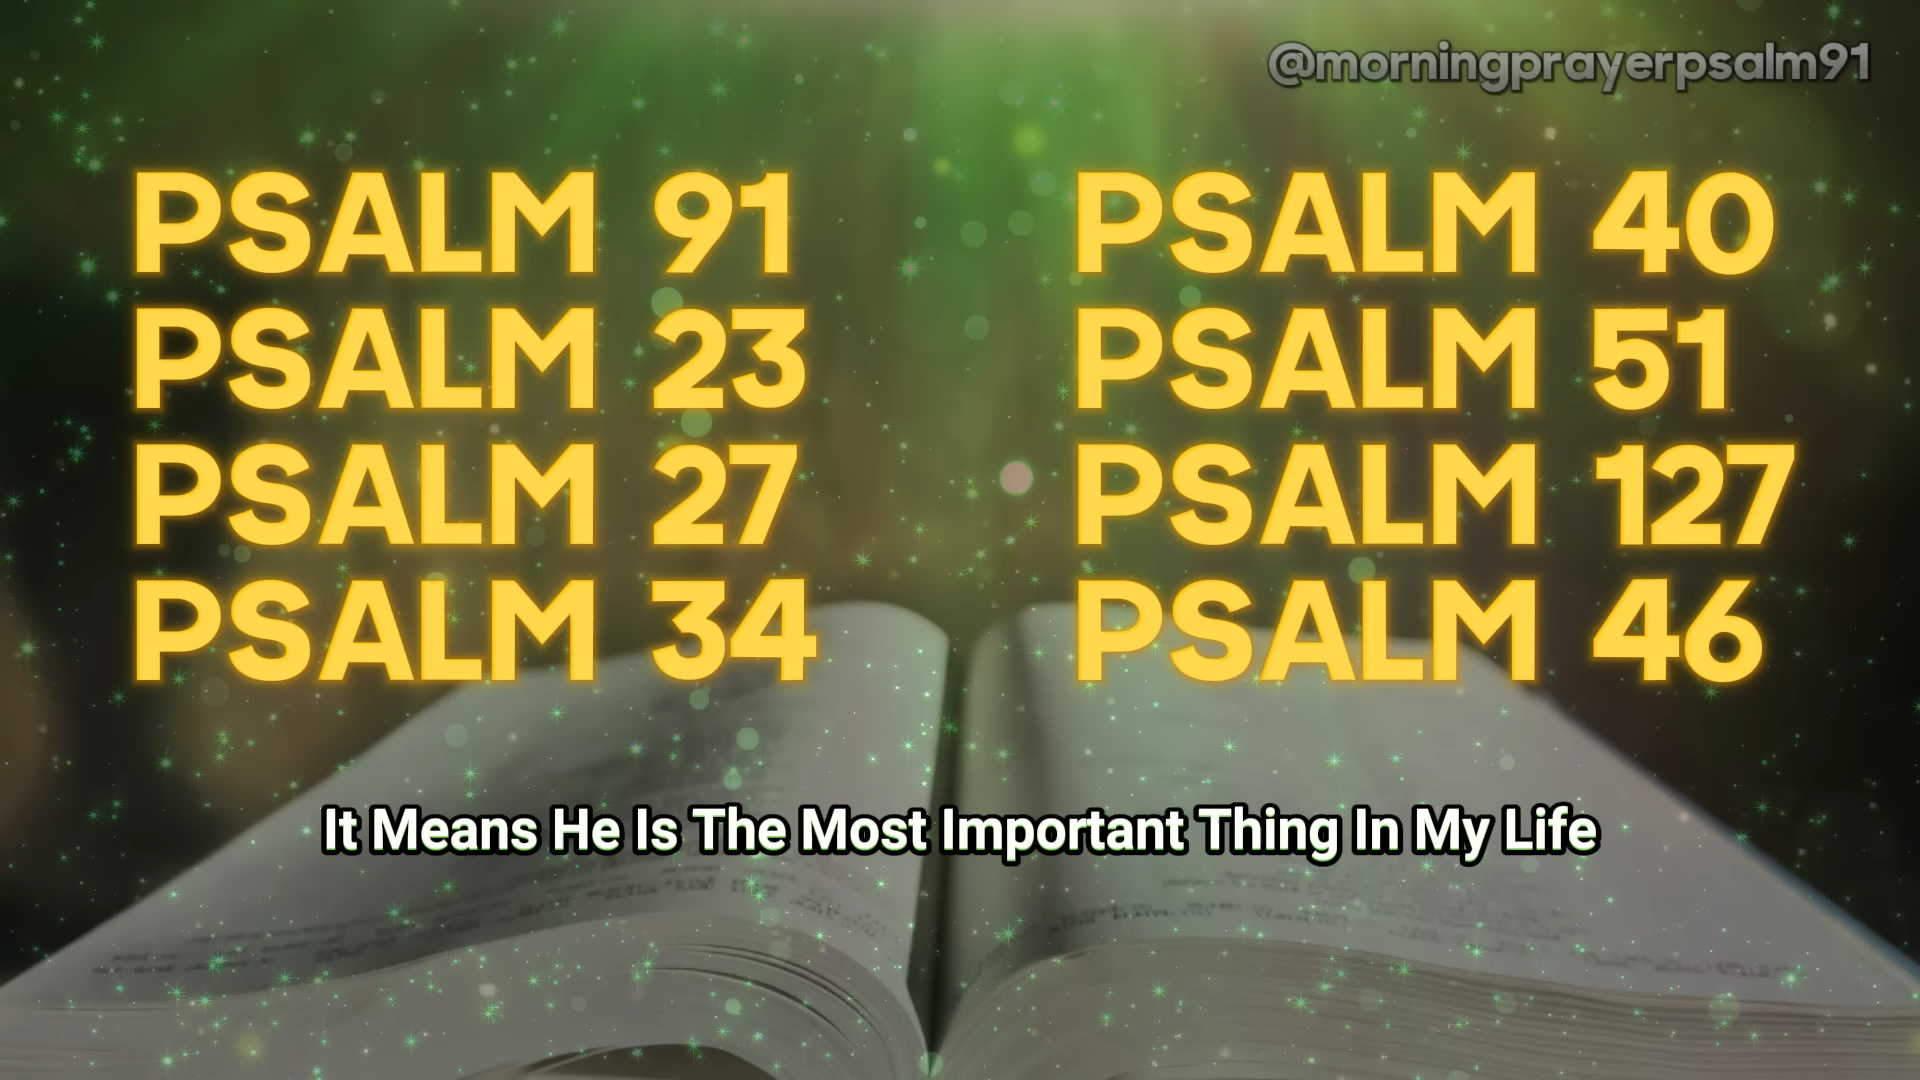 @morningprayerpsalm91
PSALM 91
PSALM 23
PSALM 27
PSALM 34
PSALM 40
PSALM 51
PSALM 127
PSALM 46
It Means He Is The Most Important Thing In My Life